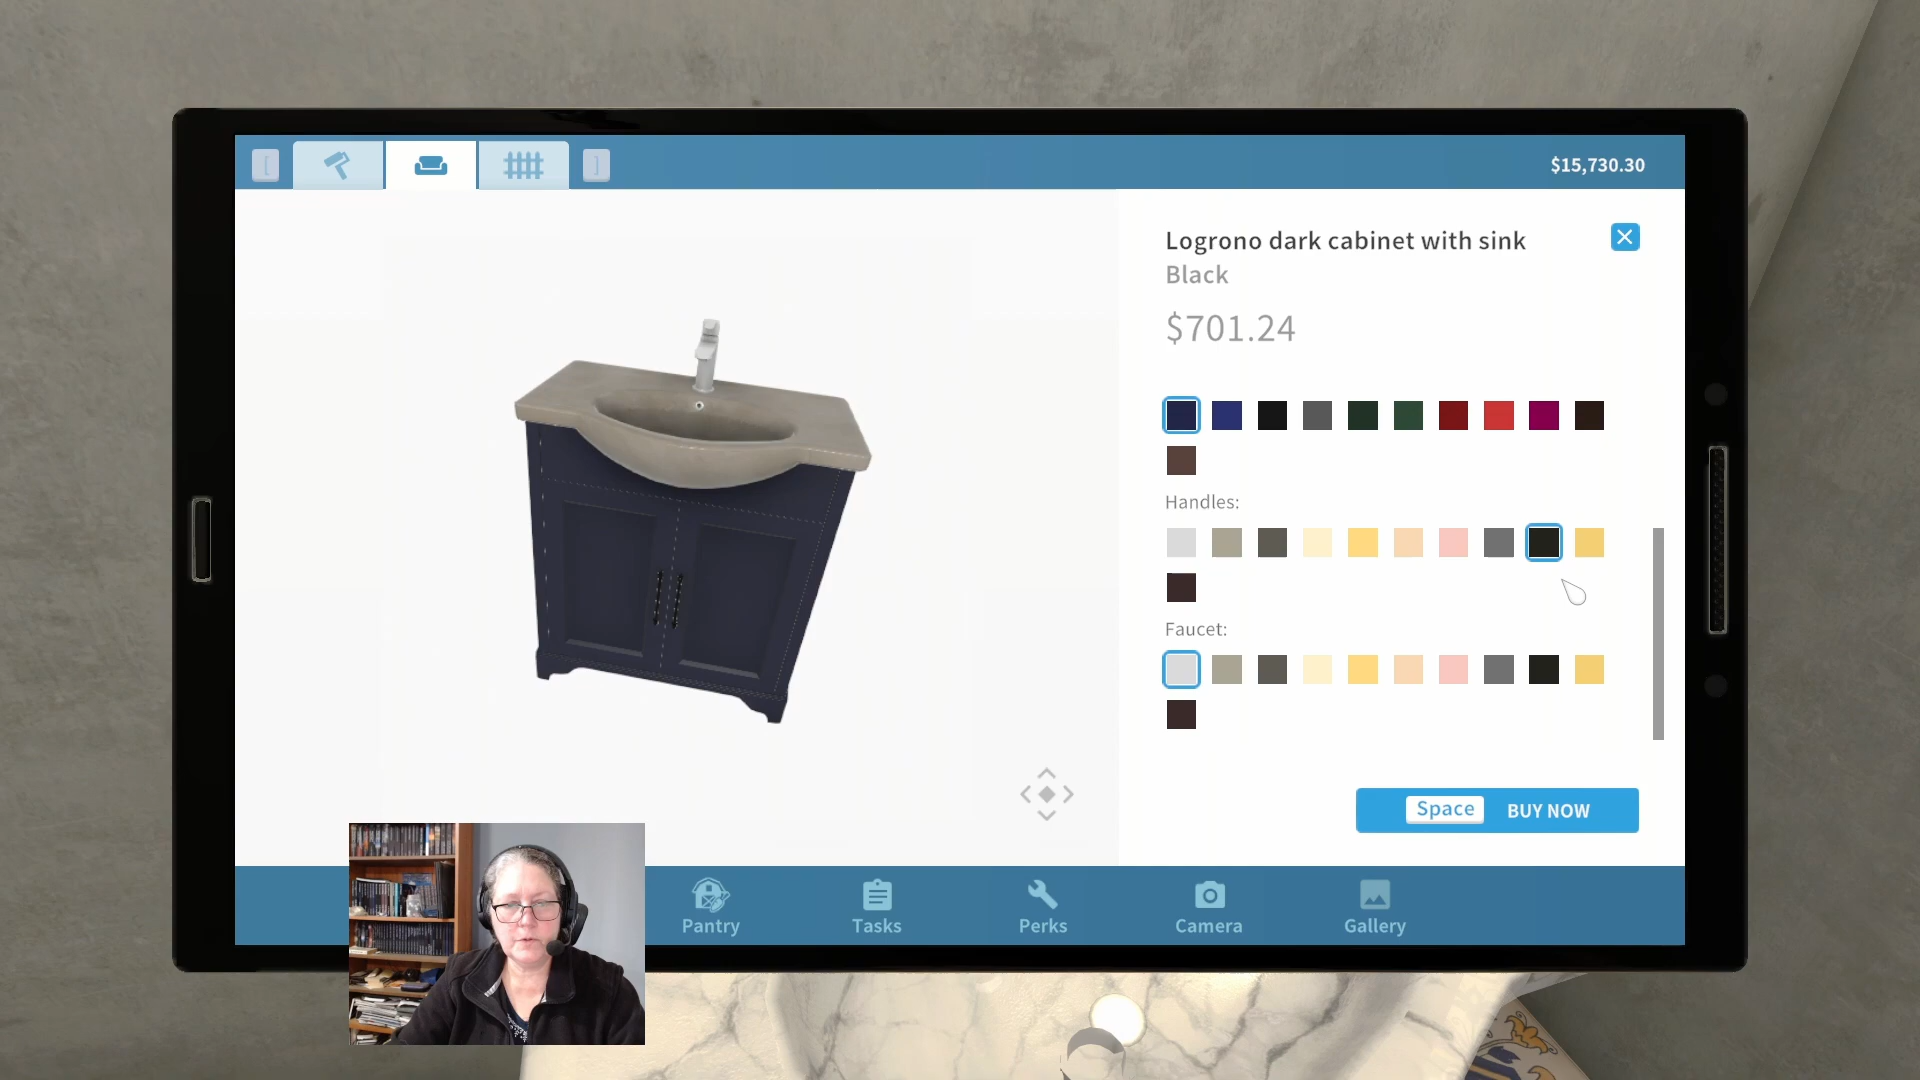 [
]
$15,730.30
Logrono dark cabinet with sink
Black
$701.24
Handles:
Faucet:
Space BUY NOW
Pantry
Tasks
Perks
Camera
Gallery